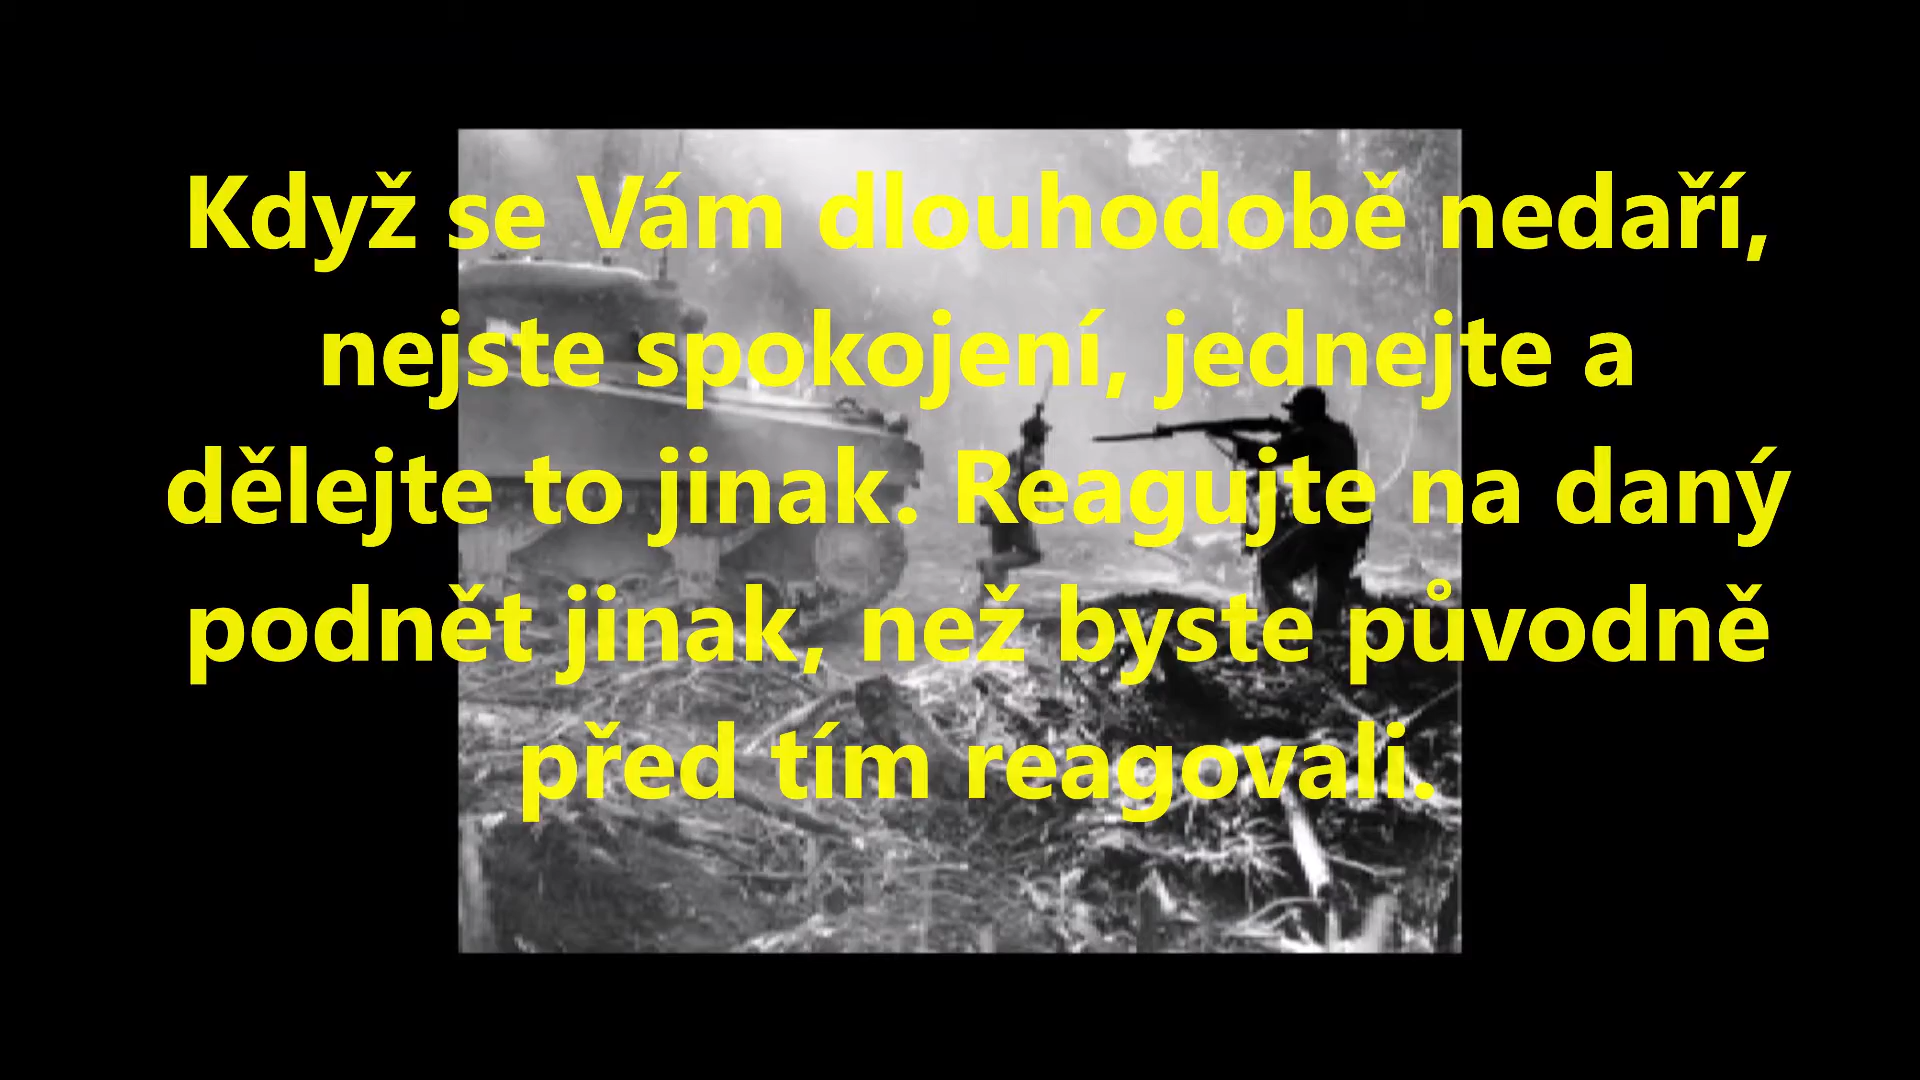 Když se Vám dlouhodobě nedaří,
nejste spokojení, jednejte a
dělejte to jinak. Reagujte na daný
podnět jinak, než byste původně
před tím reagovali.